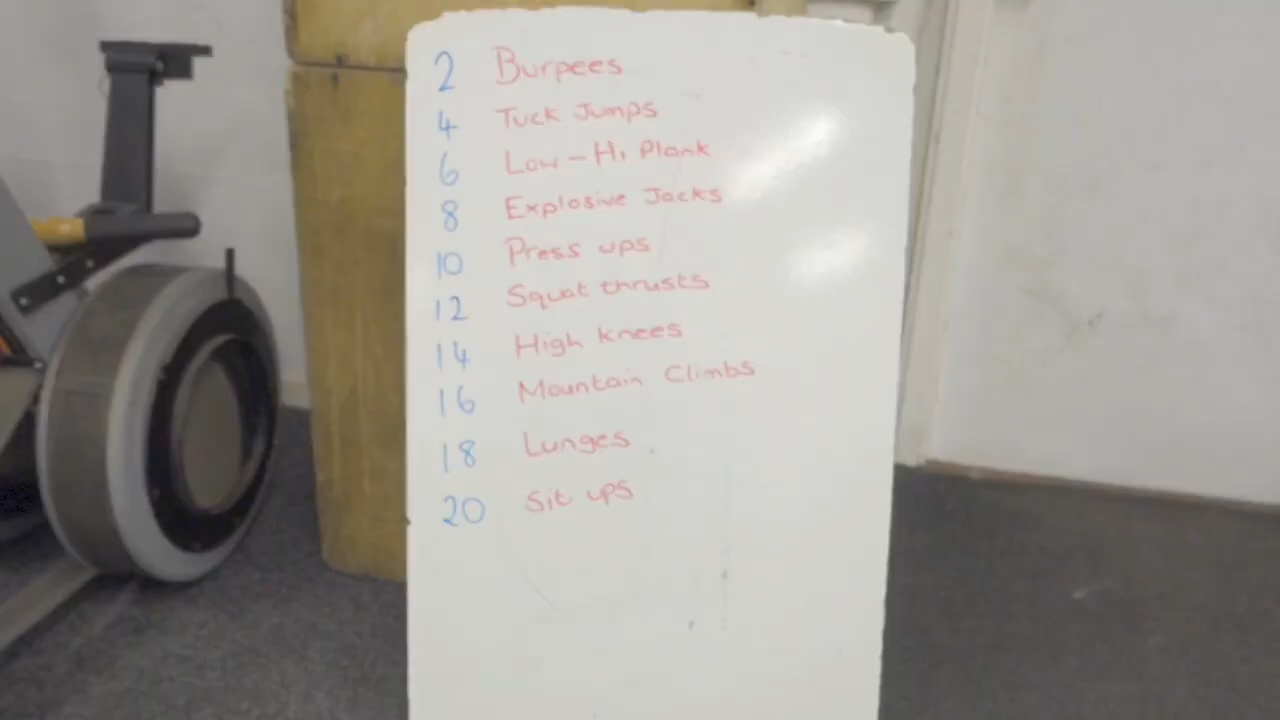 2 Burpees
4 Tuck Jumps
6 Low-Hi Plank
8 Explosive Jacks
10 Press ups
12 Squat thrusts
14 High knees
16 Mountain Climbs
18 Lunges
20 Sit ups